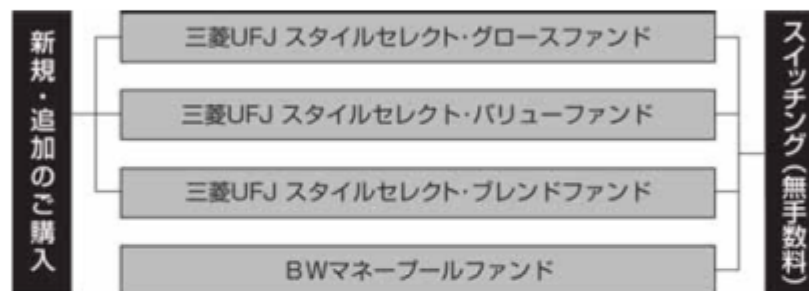 新規・追加のご購入
三菱UFJ スタイルセレクト・グロースファンド
三菱UFJ スタイルセレクト・バリューファンド
三菱UFJ スタイルセレクト・ブレンドファンド
BWマネープールファンド
スイッチング(無手数料)